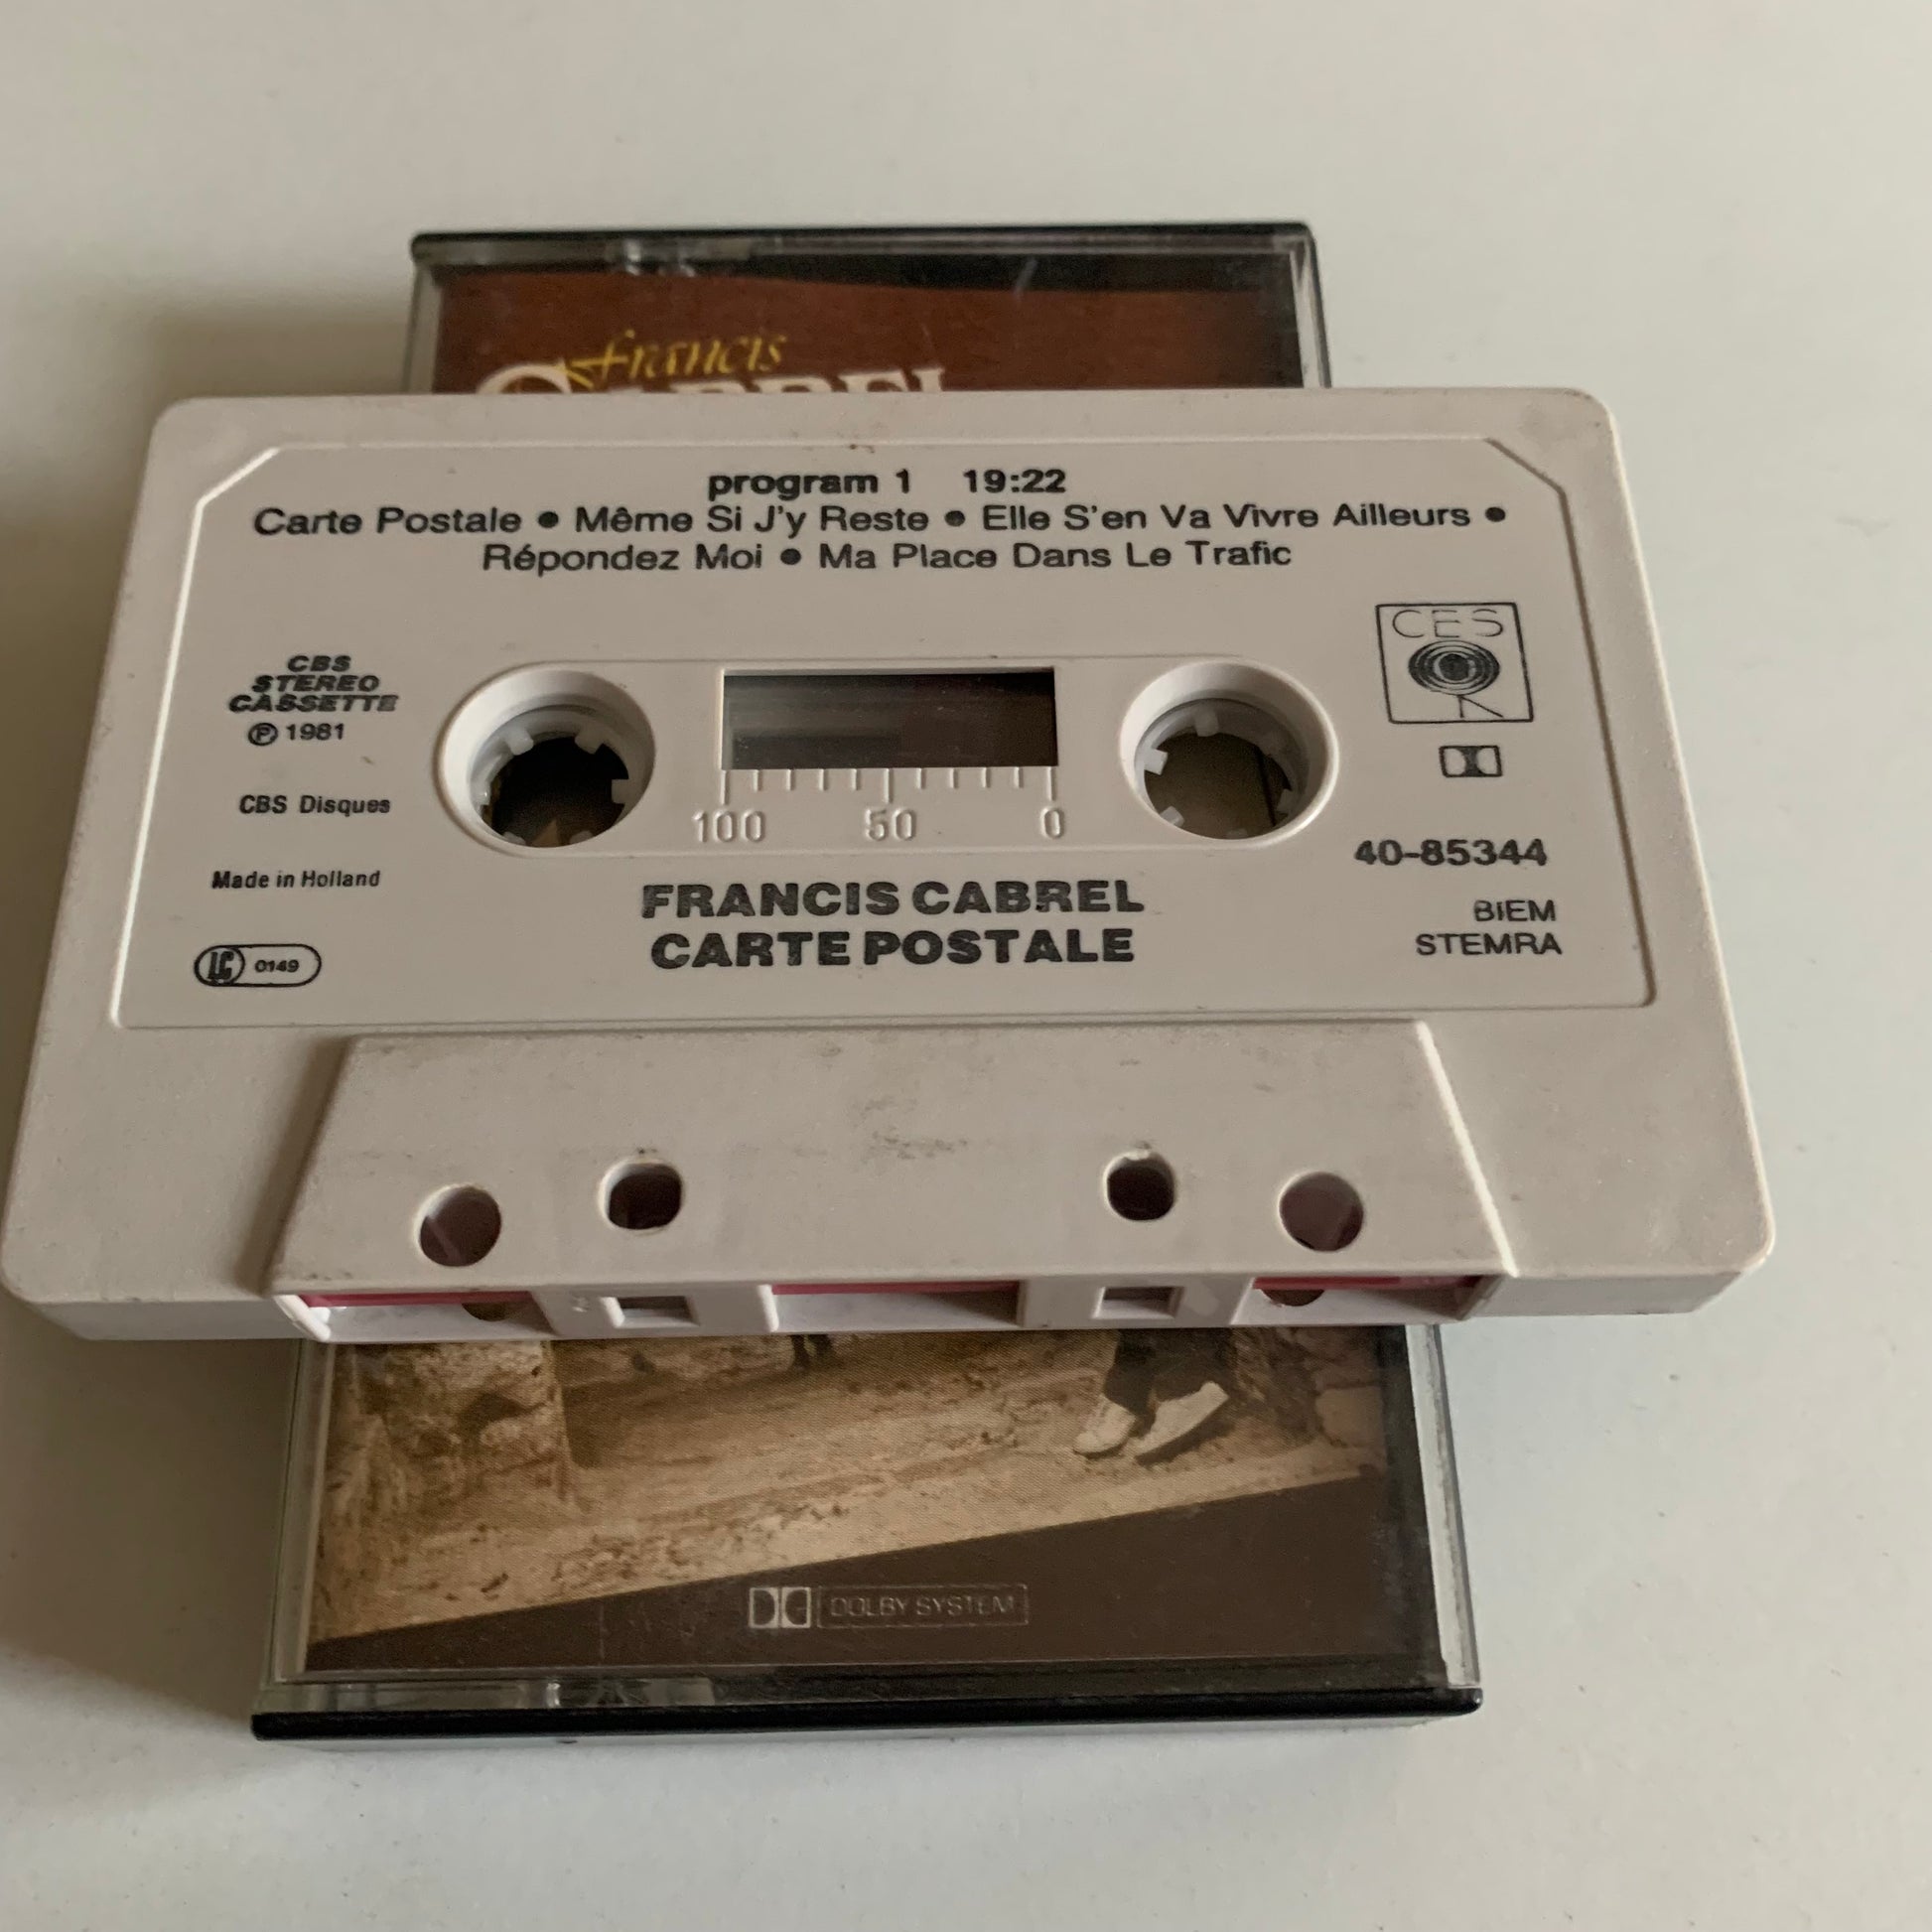 francis
CABREL
program 1 19:22
Carte Postale • Même Si J'y Reste • Elle S'en Va Vivre Ailleurs •
Répondez Moi • Ma Place Dans Le Trafic
CBS
STEREO
CASSETTE
℗ 1981
CBS Disques
Made in Holland
LC 0149
100 50 0
CBS
40-85344
BIEM
STEMRA
FRANCIS CABREL
CARTE POSTALE
DOLBY SYSTEM